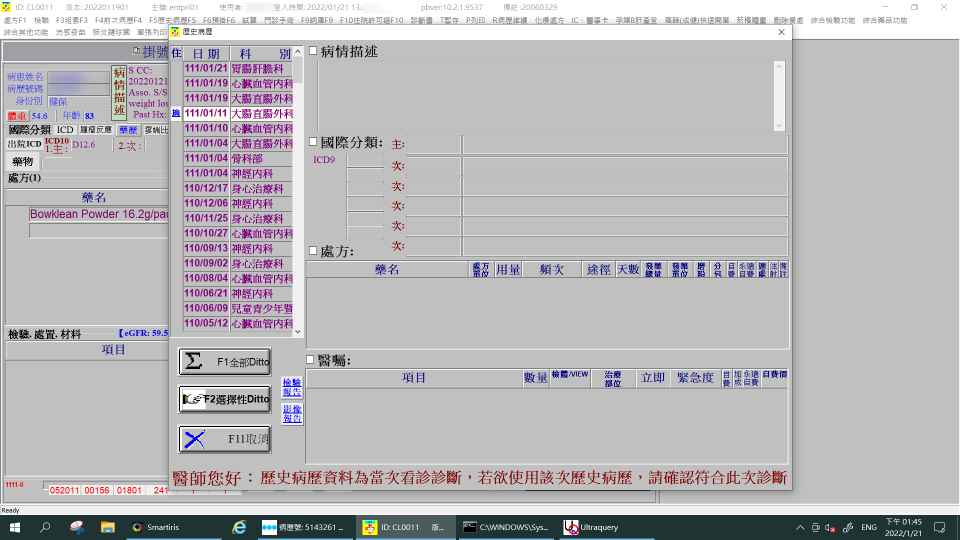 ID: CL0011 版本: 2022011901 主機: entpri01 使用者: 登入時間: 2022/01/21 13: pbver:10.2.1.9537 備註:20060329
處方F1 檢驗 F3組套F3 F4前次病歷F4 F5歷史病歷F5 F6預掛F6 試算 門診手術 F9詞庫F9 F10住院許可證F10 診斷書 T暫存 P列印 R病歷維護 化療處方 IC、醫事卡 孕婦B肝產登 刪除餐處 綜合檢驗功能 綜合藥品功能
綜合其他功能 流感疫苗 肺炎鏈球菌 單張列印
歷史病歷
掛號
病患姓名
病歷號碼
身份別 健保
體重 54.6 年齡 83
病情描述
S CC:
20220121
Asso. S/S
weight los
Past Hx:
國際分類 ICD 腫瘤反應 藥歷
出院ICD ICD10
1.主: D12.6 2.次:
藥物
處方(1)
藥名
Bowklean Powder 16.2g/pac
檢驗, 處置, 材料 【eGFR: 59.5
項目
1111-0
052011 00156 01801 241 1 1 1
住 日 期 科 別
111/01/21 胃腸肝膽科
111/01/19 心臟血管內科
111/01/19 大腸直腸外科
111/01/11 大腸直腸外科
111/01/10 心臟血管內科
111/01/04 大腸直腸外科
111/01/04 骨科部
111/01/04 神經內科
110/12/17 身心治療科
110/12/06 神經內科
110/11/25 身心治療科
110/10/27 心臟血管內科
110/09/13 神經內科
110/09/02 身心治療科
110/08/04 心臟血管內科
110/06/21 神經內科
110/06/09 兒童青少年暨
110/05/12 心臟血管內科
F1全部Ditto
F2選擇性Ditto
F11取消
檢驗報告
影像報告
病情描述
國際分類: 主:
ICD9 次:
次:
次:
次:
次:
處方:
藥名 處方單位 用量 頻次 途徑 天數 發藥總量 發藥單位 磨粉 分包 自費 永遠自費 連處 注射 備註
醫囑:
項目 數量 檢體/VIEW 治療部位 立即 緊急度 自費 加成 永遠自費 自費價
醫師您好：歷史病歷資料為當次看診診斷，若欲使用該次歷史病歷，請確認符合此次診斷
Ready
Smartiris
病歷號: 5143261 ...
ID: CL0011 版...
C:\WINDOWS\Sys...
Ultraquery
ENG
下午 01:45
2022/1/21